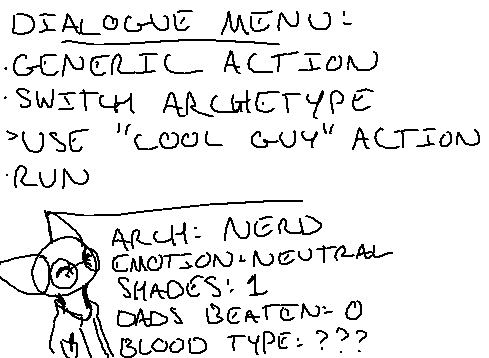 DIALOGUE MENU:
·GENERIC ACTION
·SWITCH ARCHETYPE
>USE "COOL GUY" ACTION
·RUN
ARCH: NERD
EMOTION: NEUTRAL
SHADES: 1
DADS BEATEN: 0
BLOOD TYPE: ???